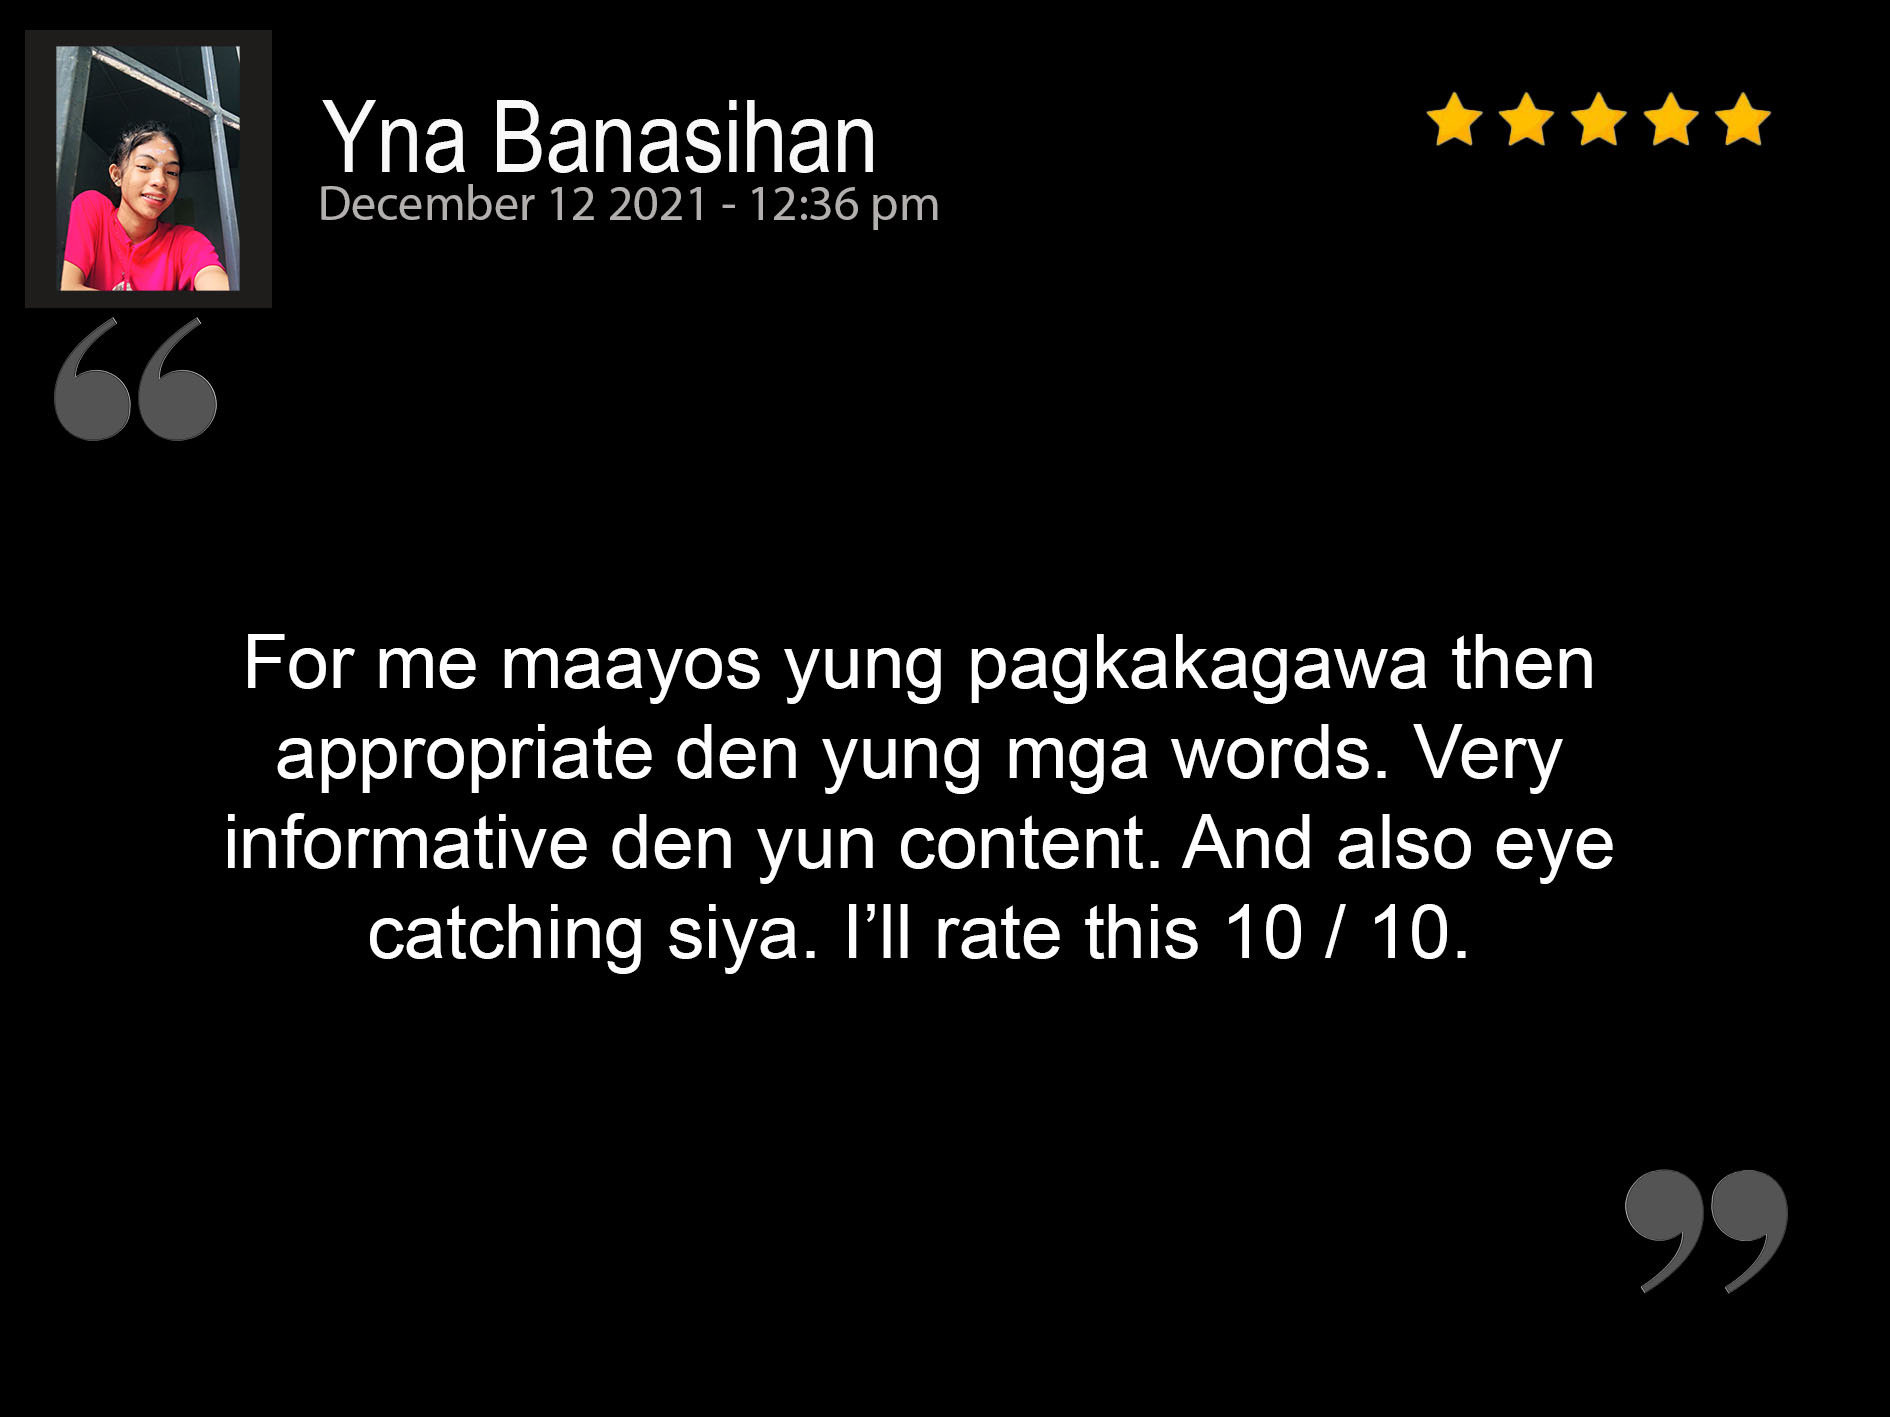 Yna Banasihan
December 12 2021 - 12:36 pm
“
For me maayos yung pagkakagawa then
appropriate den yung mga words. Very
informative den yun content. And also eye
catching siya. I’ll rate this 10 / 10.
”